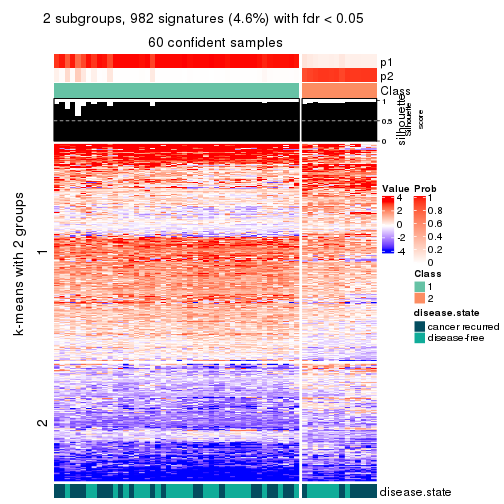 2 subgroups, 982 signatures (4.6%) with fdr < 0.05
60 confident samples
p1
p2
Class
1
0.5
0
silhouette
Silhouette
score
k-means with 2 groups
1
2
Value
4
2
0
-2
-4
Prob
1
0.8
0.6
0.4
0.2
0
Class
1
2
disease.state
cancer recurred
disease-free
disease.state